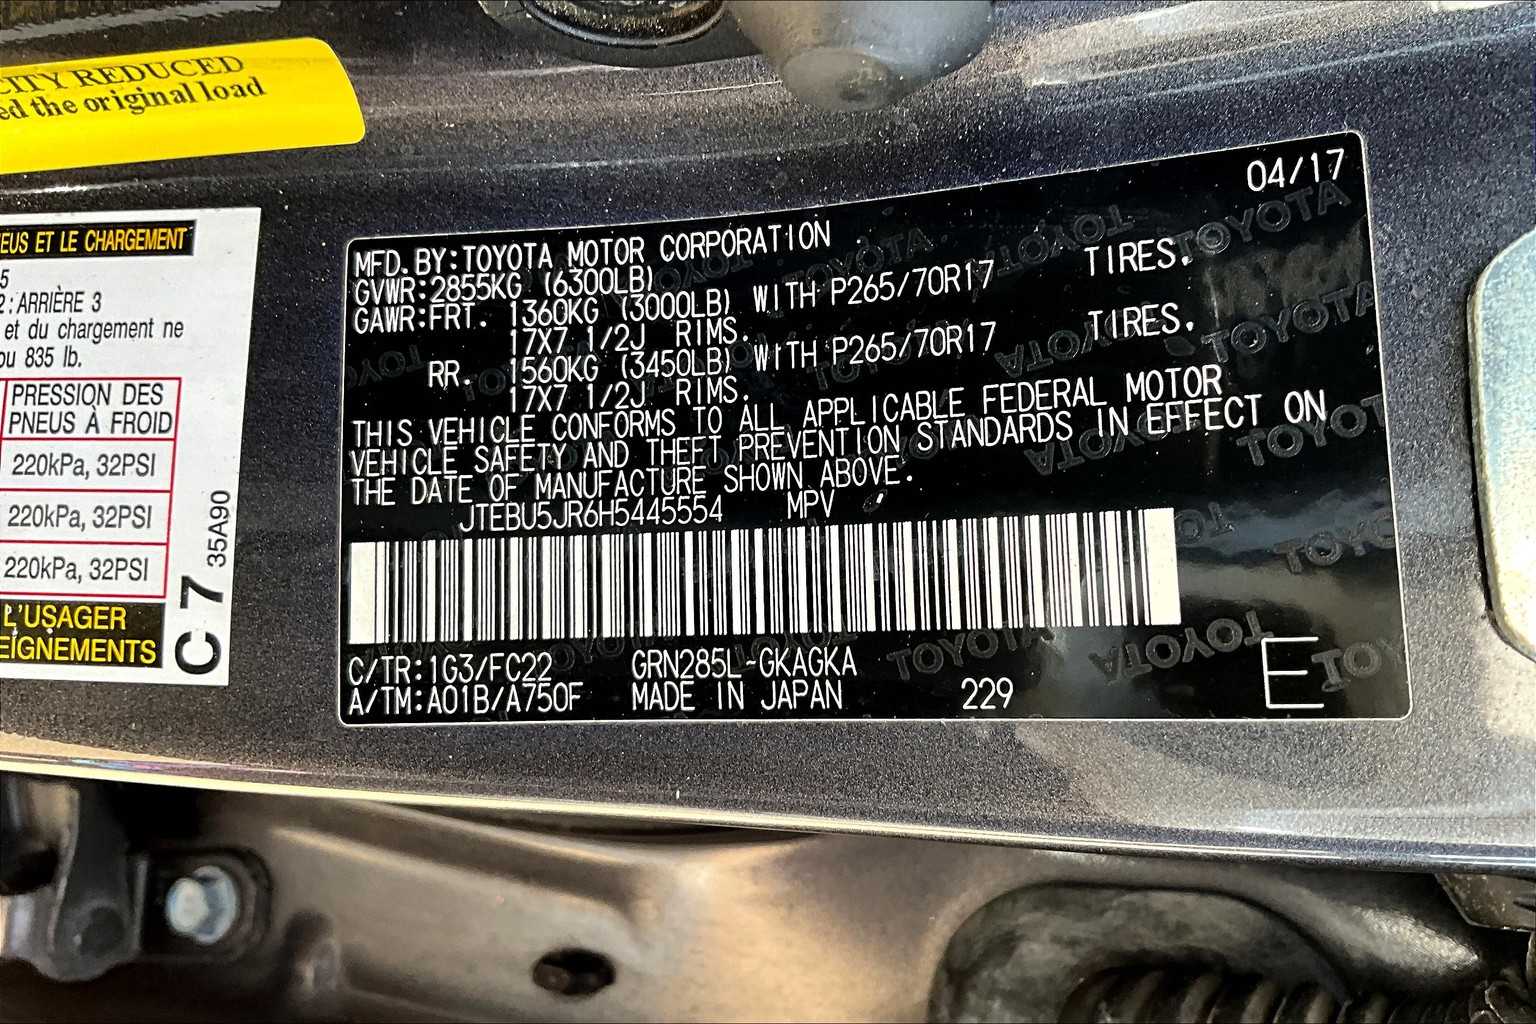 CITY REDUCED
ed the original load
EUS ET LE CHARGEMENT
5
2 : ARRIÈRE 3
et du chargement ne
ou 835 lb.
PRESSION DES
PNEUS À FROID
220kPa, 32PSI
220kPa, 32PSI
220kPa, 32PSI
L'USAGER
EIGNEMENTS
C 7 35A90
04/17
MFD. BY: TOYOTA MOTOR CORPORATION
GVWR: 2855KG (6300LB)
GAWR: FRT. 1360KG (3000LB) WITH P265/70R17 TIRES.
17X7 1/2J RIMS.
RR. 1560KG (3450LB) WITH P265/70R17 TIRES.
17X7 1/2J RIMS.
THIS VEHICLE CONFORMS TO ALL APPLICABLE FEDERAL MOTOR
VEHICLE SAFETY AND THEFT PREVENTION STANDARDS IN EFFECT ON
THE DATE OF MANUFACTURE SHOWN ABOVE.
JTEBU5JR6H5445554 MPV
C/TR: 1G3/FC22 GRN285L-GKAGKA
A/TM: A01B/A750F MADE IN JAPAN 229 E